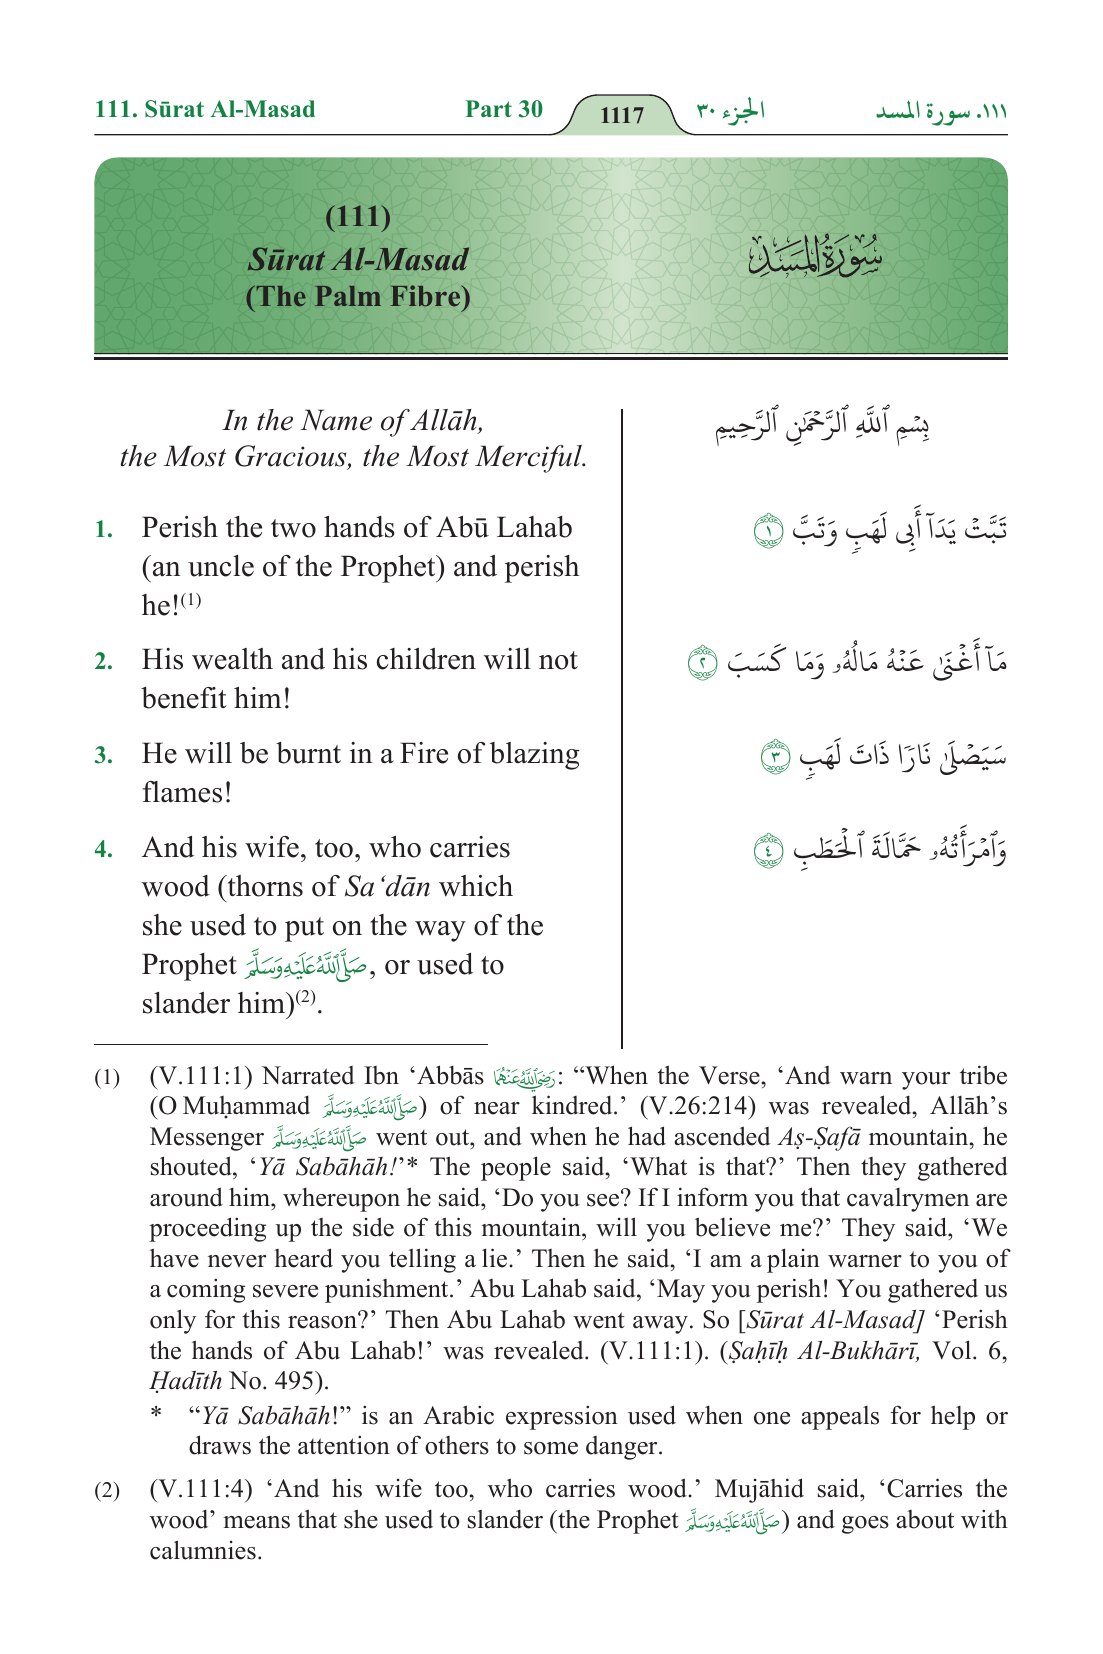 111. Sūrat Al-Masad Part 30 1117 الجزء ٣٠ ١١١. سورة المسد
(111)
Sūrat Al-Masad
(The Palm Fibre)
سُورَةُ المَسَدِ
In the Name of Allāh,
the Most Gracious, the Most Merciful.
بِسْمِ ٱللَّهِ ٱلرَّحْمَٰنِ ٱلرَّحِيمِ
1. Perish the two hands of Abū Lahab
(an uncle of the Prophet) and perish
he!(1)
تَبَّتْ يَدَآ أَبِى لَهَبٍ وَتَبَّ ١
2. His wealth and his children will not
benefit him!
مَآ أَغْنَىٰ عَنْهُ مَالُهُۥ وَمَا كَسَبَ ٢
3. He will be burnt in a Fire of blazing
flames!
سَيَصْلَىٰ نَارًا ذَاتَ لَهَبٍ ٣
4. And his wife, too, who carries
wood (thorns of Sa‘dān which
she used to put on the way of the
Prophet صَلَّى ٱللَّهُ عَلَيْهِ وَسَلَّمَ, or used to
slander him)(2).
وَٱمْرَأَتُهُۥ حَمَّالَةَ ٱلْحَطَبِ ٤
(1) (V.111:1) Narrated Ibn ‘Abbās رَضِيَ ٱللَّهُ عَنْهُمَا: “When the Verse, ‘And warn your tribe
(O Muḥammad صَلَّى ٱللَّهُ عَلَيْهِ وَسَلَّمَ) of near kindred.’ (V.26:214) was revealed, Allāh’s
Messenger صَلَّى ٱللَّهُ عَلَيْهِ وَسَلَّمَ went out, and when he had ascended Aṣ-Ṣafā mountain, he
shouted, ‘Yā Sabāhāh!’* The people said, ‘What is that?’ Then they gathered
around him, whereupon he said, ‘Do you see? If I inform you that cavalrymen are
proceeding up the side of this mountain, will you believe me?’ They said, ‘We
have never heard you telling a lie.’ Then he said, ‘I am a plain warner to you of
a coming severe punishment.’ Abu Lahab said, ‘May you perish! You gathered us
only for this reason?’ Then Abu Lahab went away. So [Sūrat Al-Masad] ‘Perish
the hands of Abu Lahab!’ was revealed. (V.111:1). (Ṣaḥīḥ Al-Bukhārī, Vol. 6,
Ḥadīth No. 495).
* “Yā Sabāhāh!” is an Arabic expression used when one appeals for help or
draws the attention of others to some danger.
(2) (V.111:4) ‘And his wife too, who carries wood.’ Mujāhid said, ‘Carries the
wood’ means that she used to slander (the Prophet صَلَّى ٱللَّهُ عَلَيْهِ وَسَلَّمَ) and goes about with
calumnies.